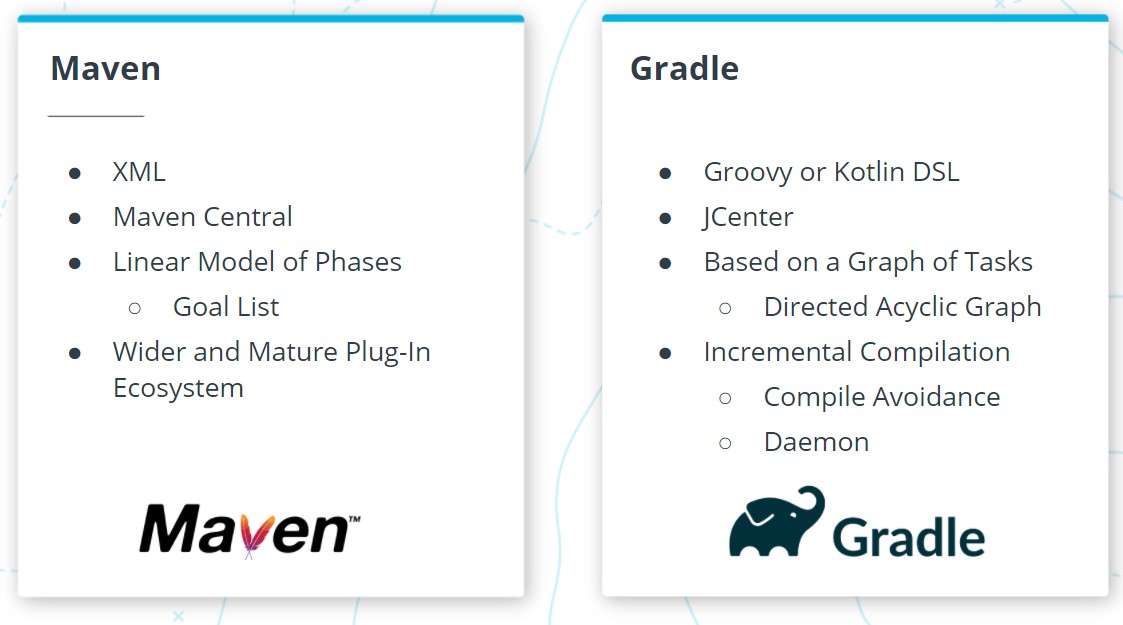 Maven
XML
Maven Central
Linear Model of Phases
Goal List
Wider and Mature Plug-In
Ecosystem
Maven™
Gradle
Groovy or Kotlin DSL
JCenter
Based on a Graph of Tasks
Directed Acyclic Graph
Incremental Compilation
Compile Avoidance
Daemon
Gradle